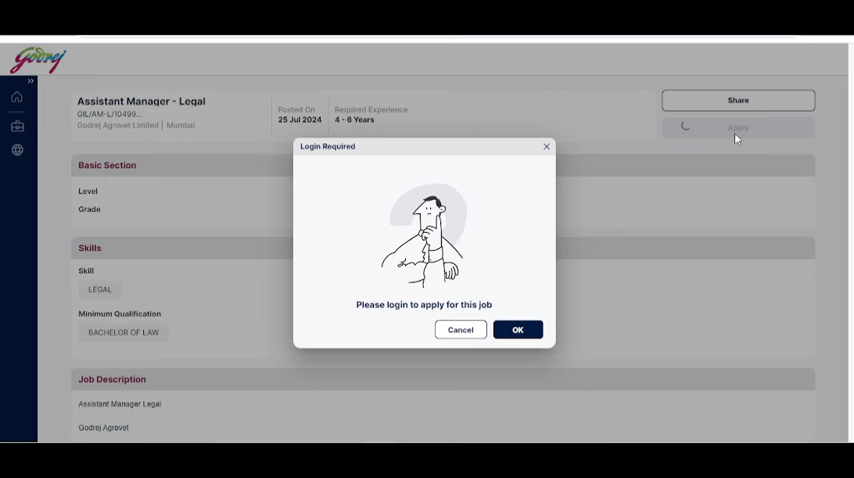 Godrej
»
Assistant Manager - Legal
GIL/AM-L/10499...
Godrej Agrovet Limited | Mumbai
Posted On
25 Jul 2024
Required Experience
4 - 6 Years
Share
Apply
Login Required
Basic Section
Level
Grade
Skills
Skill
LEGAL
Please login to apply for this job
Minimum Qualification
Cancel
OK
BACHELOR OF LAW
Job Description
Assistant Manager Legal
Godrej Agrovet